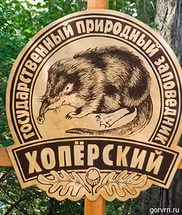 ГОСУДАРСТВЕННЫЙ ПРИРОДНЫЙ ЗАПОВЕДНИК
ХОПЁРСКИЙ
© gorvrn.ru